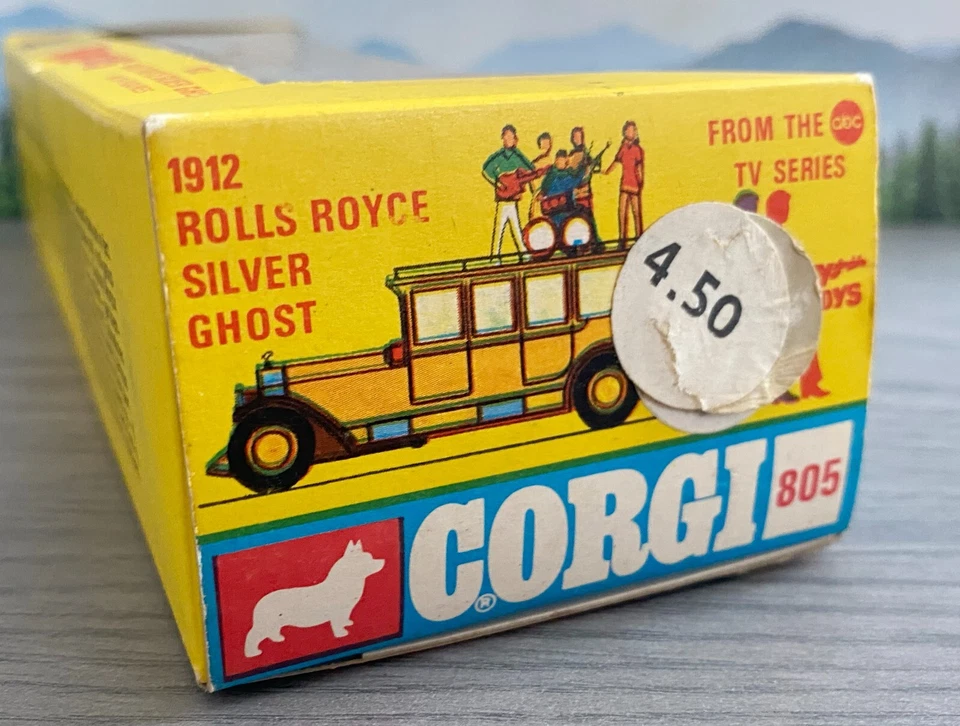 1912
ROLLS ROYCE
SILVER
GHOST
FROM THE abc
TV SERIES
4.50
CORGI
®
805